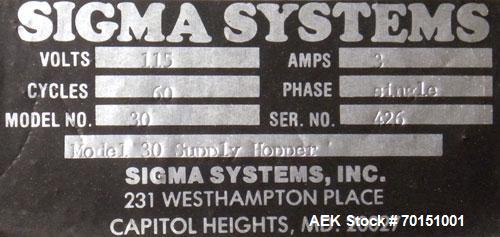 SIGMA SYSTEMS
VOLTS 115 AMPS 3
CYCLES 60 PHASE single
MODEL NO. 30 SER. NO. 426
Model 30 Supply Hopper
SIGMA SYSTEMS, INC.
231 WESTHAMPTON PLACE
CAPITOL HEIGHTS, MD.
AEK Stock # 70151001